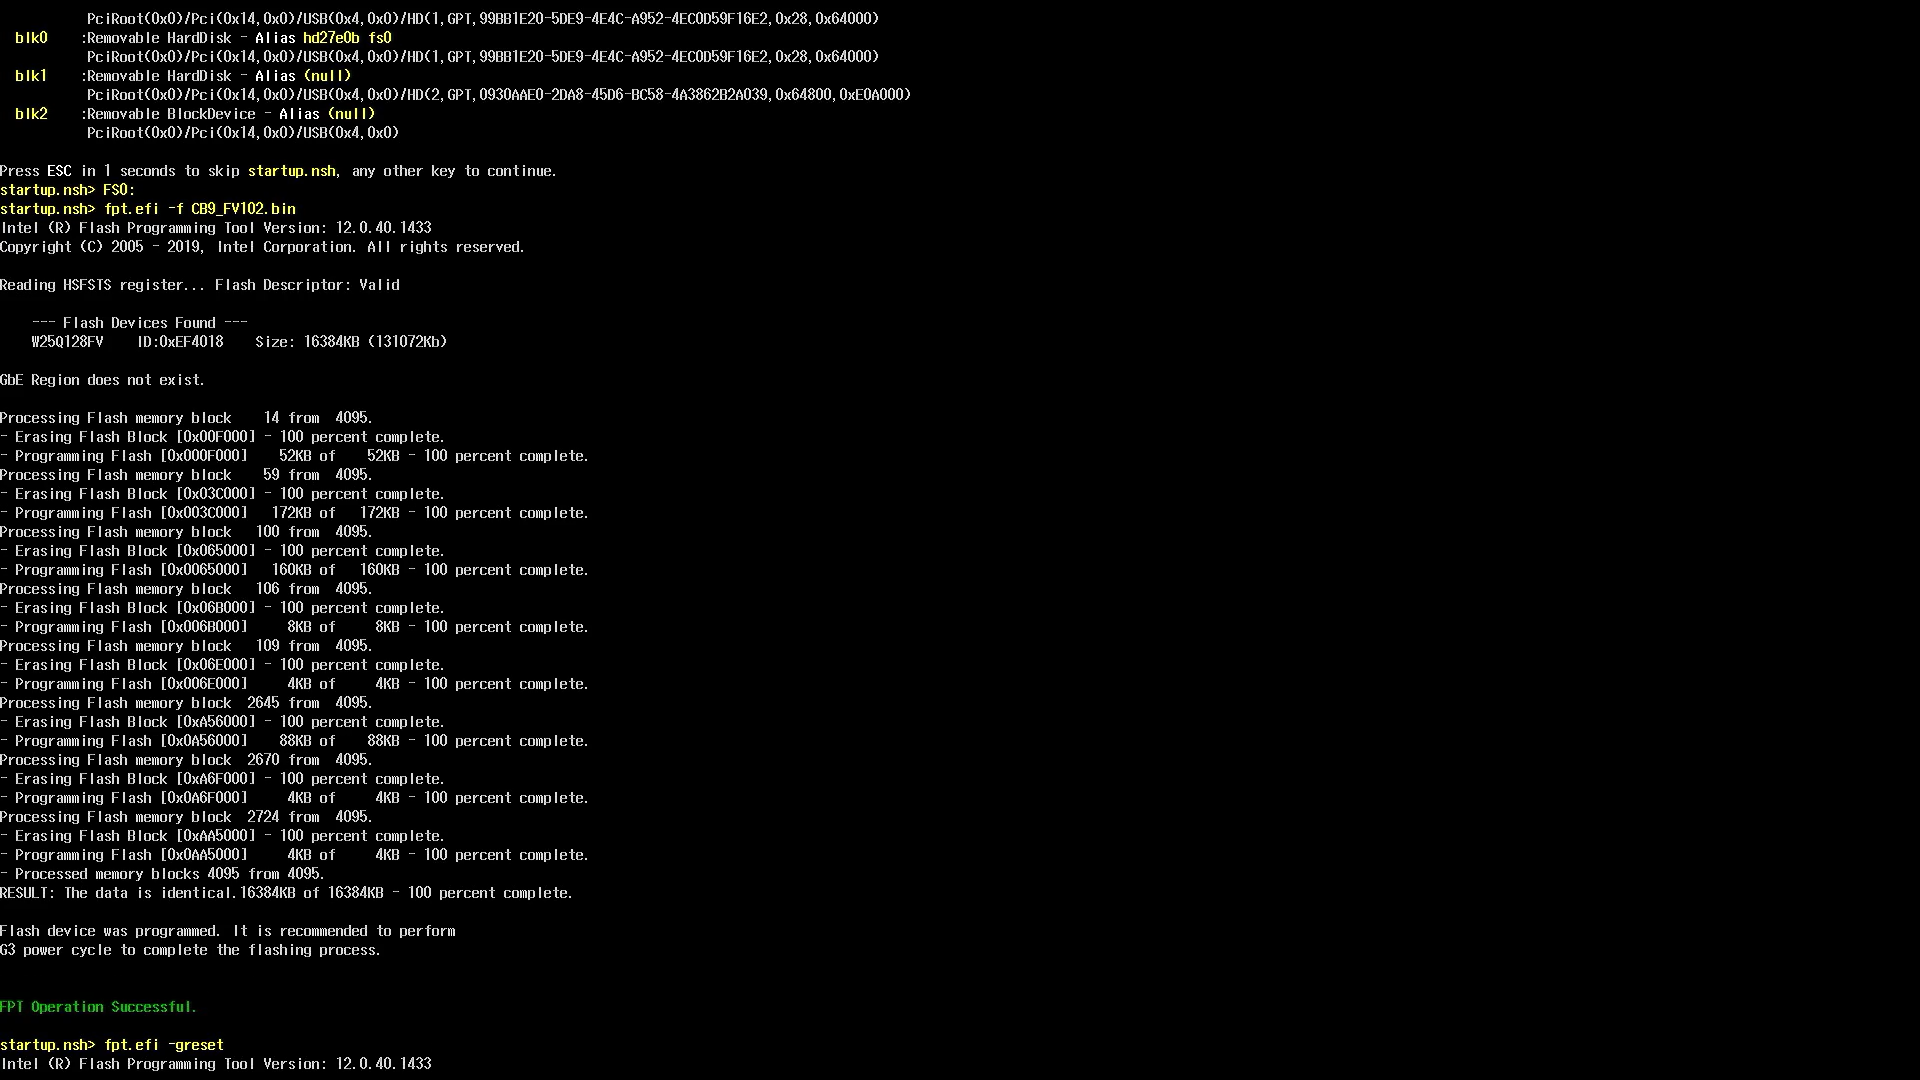 PciRoot(0x0)/Pci(0x14,0x0)/USB(0x4,0x0)/HD(1,GPT,99BB1E20-5DE9-4E4C-A952-4EC0D59F16E2,0x28,0x64000)
blk0 :Removable HardDisk - Alias hd27e0b fs0
PciRoot(0x0)/Pci(0x14,0x0)/USB(0x4,0x0)/HD(1,GPT,99BB1E20-5DE9-4E4C-A952-4EC0D59F16E2,0x28,0x64000)
blk1 :Removable HardDisk - Alias (null)
PciRoot(0x0)/Pci(0x14,0x0)/USB(0x4,0x0)/HD(2,GPT,0930AAE0-2DA8-45D6-BC58-4A3862B2A039,0x64800,0xE0A000)
blk2 :Removable BlockDevice - Alias (null)
PciRoot(0x0)/Pci(0x14,0x0)/USB(0x4,0x0)
Press ESC in 1 seconds to skip startup.nsh, any other key to continue.
startup.nsh> FS0:
startup.nsh> fpt.efi -f CB9_FV102.bin
Intel (R) Flash Programming Tool Version: 12.0.40.1433
Copyright (C) 2005 - 2019, Intel Corporation. All rights reserved.
Reading HSFSTS register... Flash Descriptor: Valid
--- Flash Devices Found ---
W25Q128FV ID:0xEF4018 Size: 16384KB (131072Kb)
GbE Region does not exist.
Processing Flash memory block 14 from 4095.
- Erasing Flash Block [0x00F000] - 100 percent complete.
- Programming Flash [0x000F000] 52KB of 52KB - 100 percent complete.
Processing Flash memory block 59 from 4095.
- Erasing Flash Block [0x03C000] - 100 percent complete.
- Programming Flash [0x003C000] 172KB of 172KB - 100 percent complete.
Processing Flash memory block 100 from 4095.
- Erasing Flash Block [0x065000] - 100 percent complete.
- Programming Flash [0x0065000] 160KB of 160KB - 100 percent complete.
Processing Flash memory block 106 from 4095.
- Erasing Flash Block [0x06B000] - 100 percent complete.
- Programming Flash [0x006B000] 8KB of 8KB - 100 percent complete.
Processing Flash memory block 109 from 4095.
- Erasing Flash Block [0x06E000] - 100 percent complete.
- Programming Flash [0x006E000] 4KB of 4KB - 100 percent complete.
Processing Flash memory block 2645 from 4095.
- Erasing Flash Block [0xA56000] - 100 percent complete.
- Programming Flash [0x0A56000] 88KB of 88KB - 100 percent complete.
Processing Flash memory block 2670 from 4095.
- Erasing Flash Block [0xA6F000] - 100 percent complete.
- Programming Flash [0x0A6F000] 4KB of 4KB - 100 percent complete.
Processing Flash memory block 2724 from 4095.
- Erasing Flash Block [0xAA5000] - 100 percent complete.
- Programming Flash [0x0AA5000] 4KB of 4KB - 100 percent complete.
- Processed memory blocks 4095 from 4095.
RESULT: The data is identical.16384KB of 16384KB - 100 percent complete.
Flash device was programmed. It is recommended to perform
G3 power cycle to complete the flashing process.
FPT Operation Successful.
startup.nsh> fpt.efi -greset
Intel (R) Flash Programming Tool Version: 12.0.40.1433